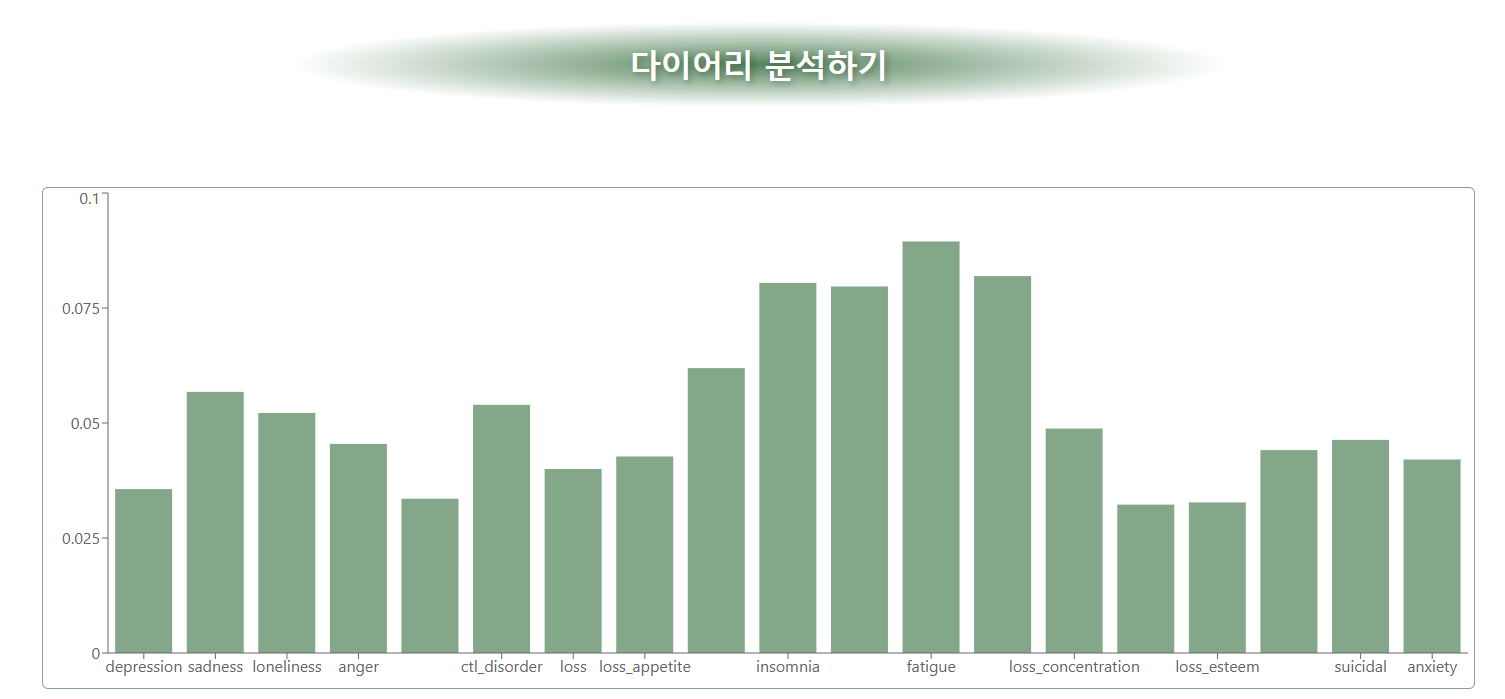 다이어리 분석하기
0.1
0.075
0.05
0.025
0
depression sadness loneliness anger ctl_disorder loss loss_appetite insomnia fatigue loss_concentration loss_esteem suicidal anxiety